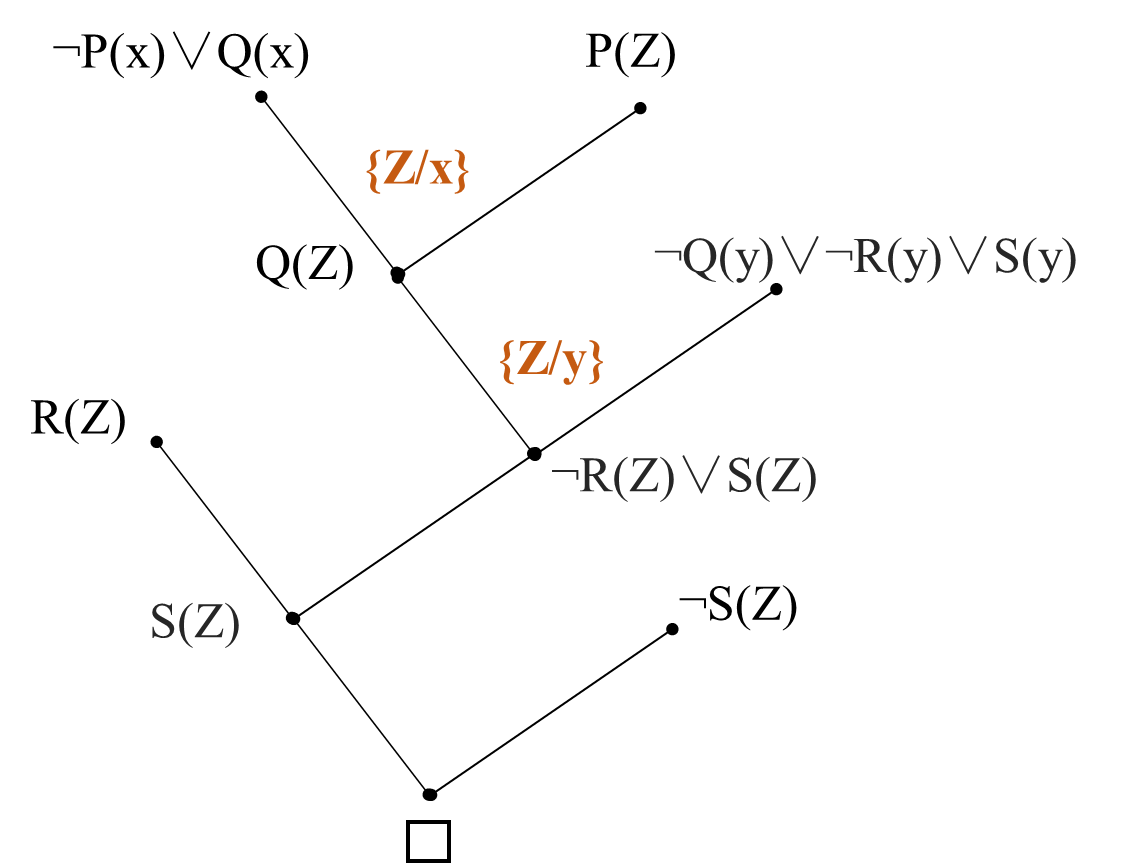 ¬P(x)∨Q(x)
P(Z)
{Z/x}
Q(Z)
¬Q(y)∨¬R(y)∨S(y)
{Z/y}
R(Z)
¬R(Z)∨S(Z)
S(Z)
¬S(Z)
□